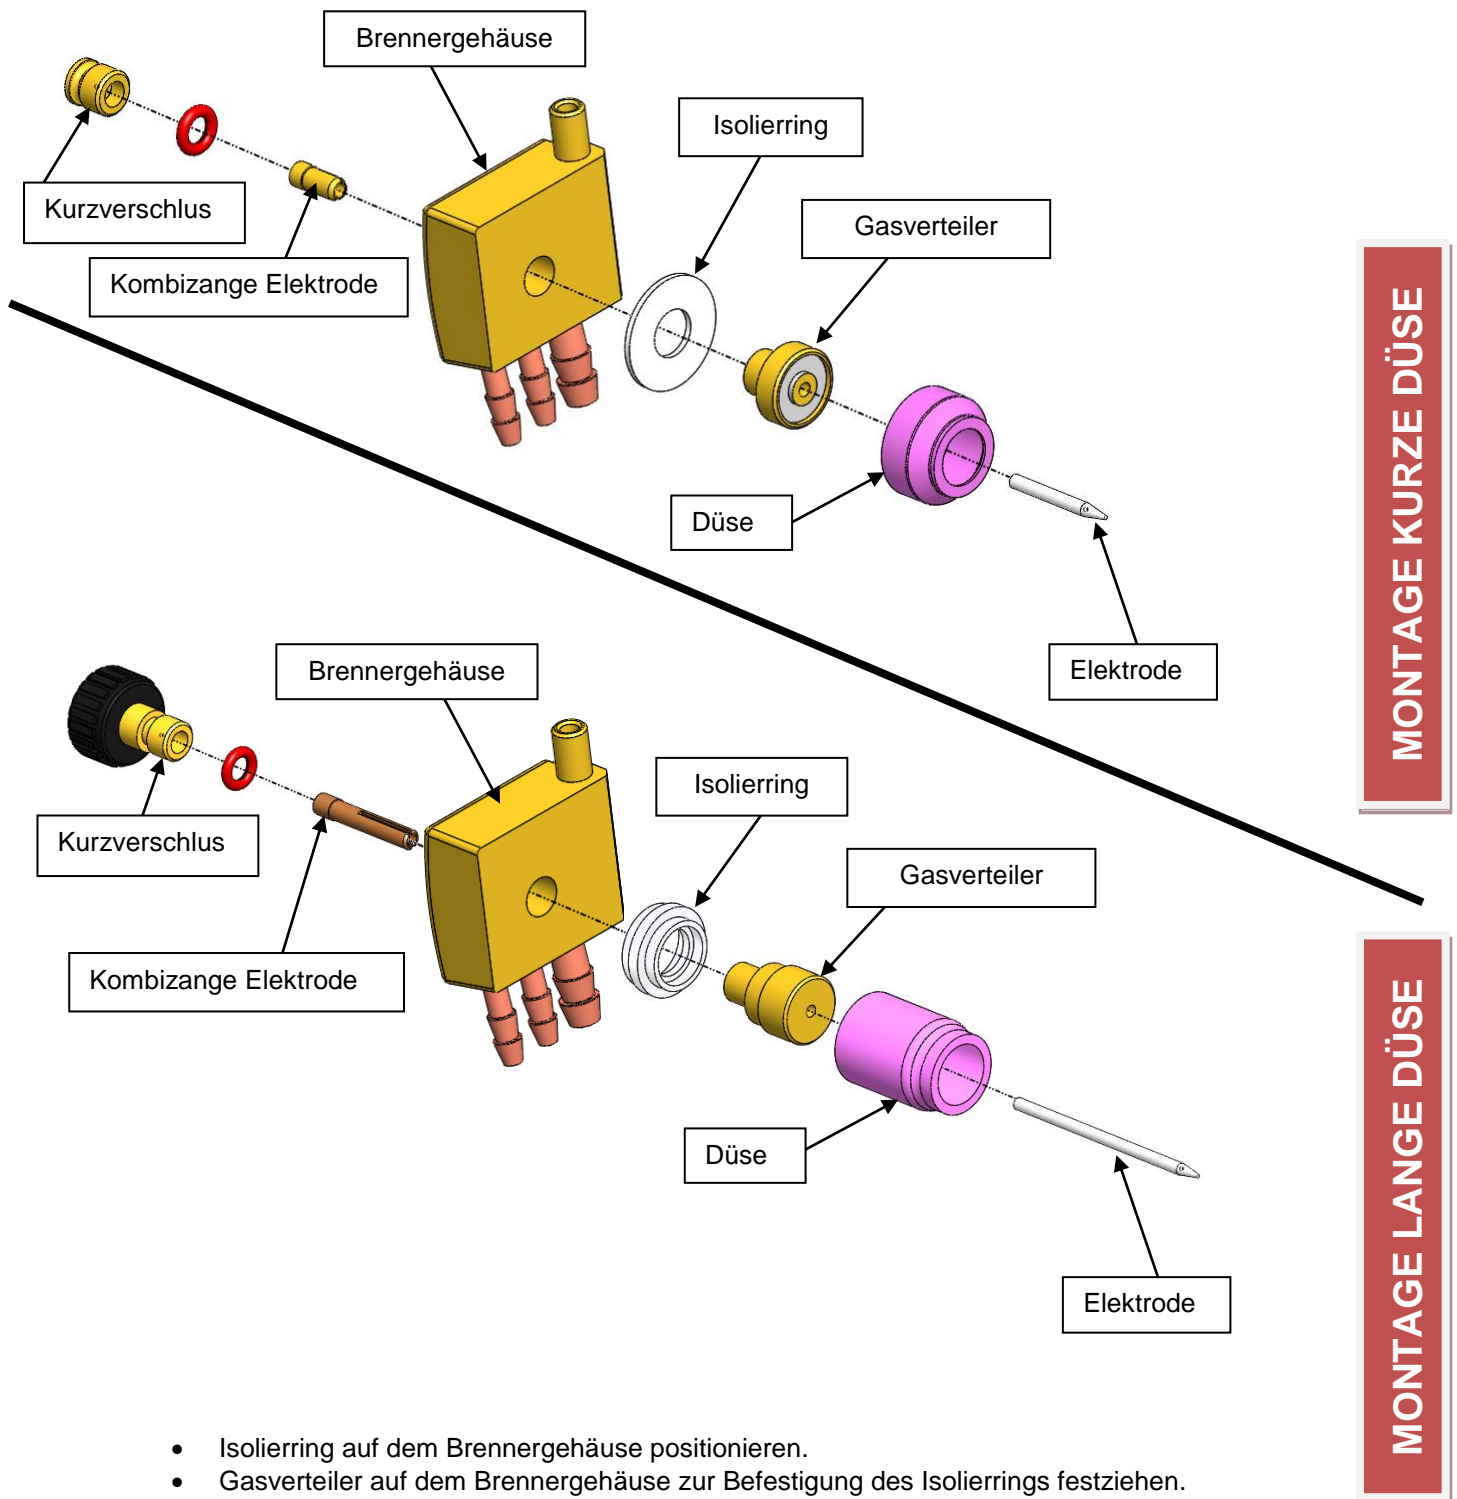 Brennergehäuse
Isolierring
Kurzverschlus
Gasverteiler
Kombizange Elektrode
Düse
Elektrode
MONTAGE KURZE DÜSE
Brennergehäuse
Isolierring
Kurzverschlus
Gasverteiler
Kombizange Elektrode
Düse
Elektrode
MONTAGE LANGE DÜSE
• Isolierring auf dem Brennergehäuse positionieren.
• Gasverteiler auf dem Brennergehäuse zur Befestigung des Isolierrings festziehen.